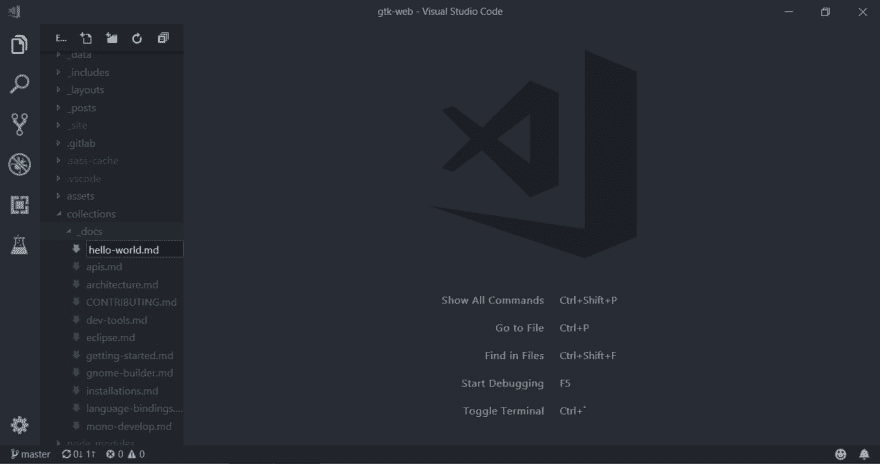 gtk-web - Visual Studio Code
E...
_data
_includes
_layouts
_posts
_site
.gitlab
.sass-cache
.vscode
assets
collections
_docs
hello-world.md
apis.md
architecture.md
CONTRIBUTING.md
dev-tools.md
eclipse.md
getting-started.md
gnome-builder.md
installations.md
language-bindings....
mono-develop.md
node_modules
Show All Commands Ctrl+Shift+P
Go to File Ctrl+P
Find in Files Ctrl+Shift+F
Start Debugging F5
Toggle Terminal Ctrl+`
master 0↓ 1↑ 0 0